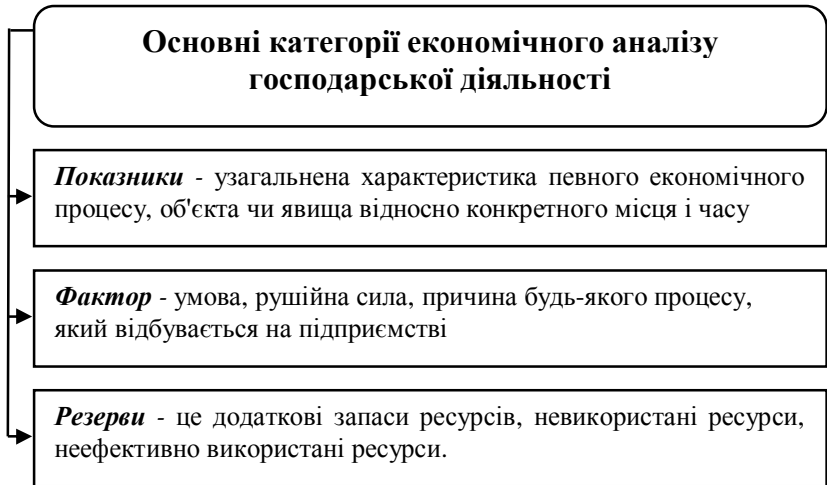 Основні категорії економічного аналізу
господарської діяльності
Показники - узагальнена характеристика певного економічного
процесу, об'єкта чи явища відносно конкретного місця і часу
Фактор - умова, рушійна сила, причина будь-якого процесу,
який відбувається на підприємстві
Резерви - це додаткові запаси ресурсів, невикористані ресурси,
неефективно використані ресурси.